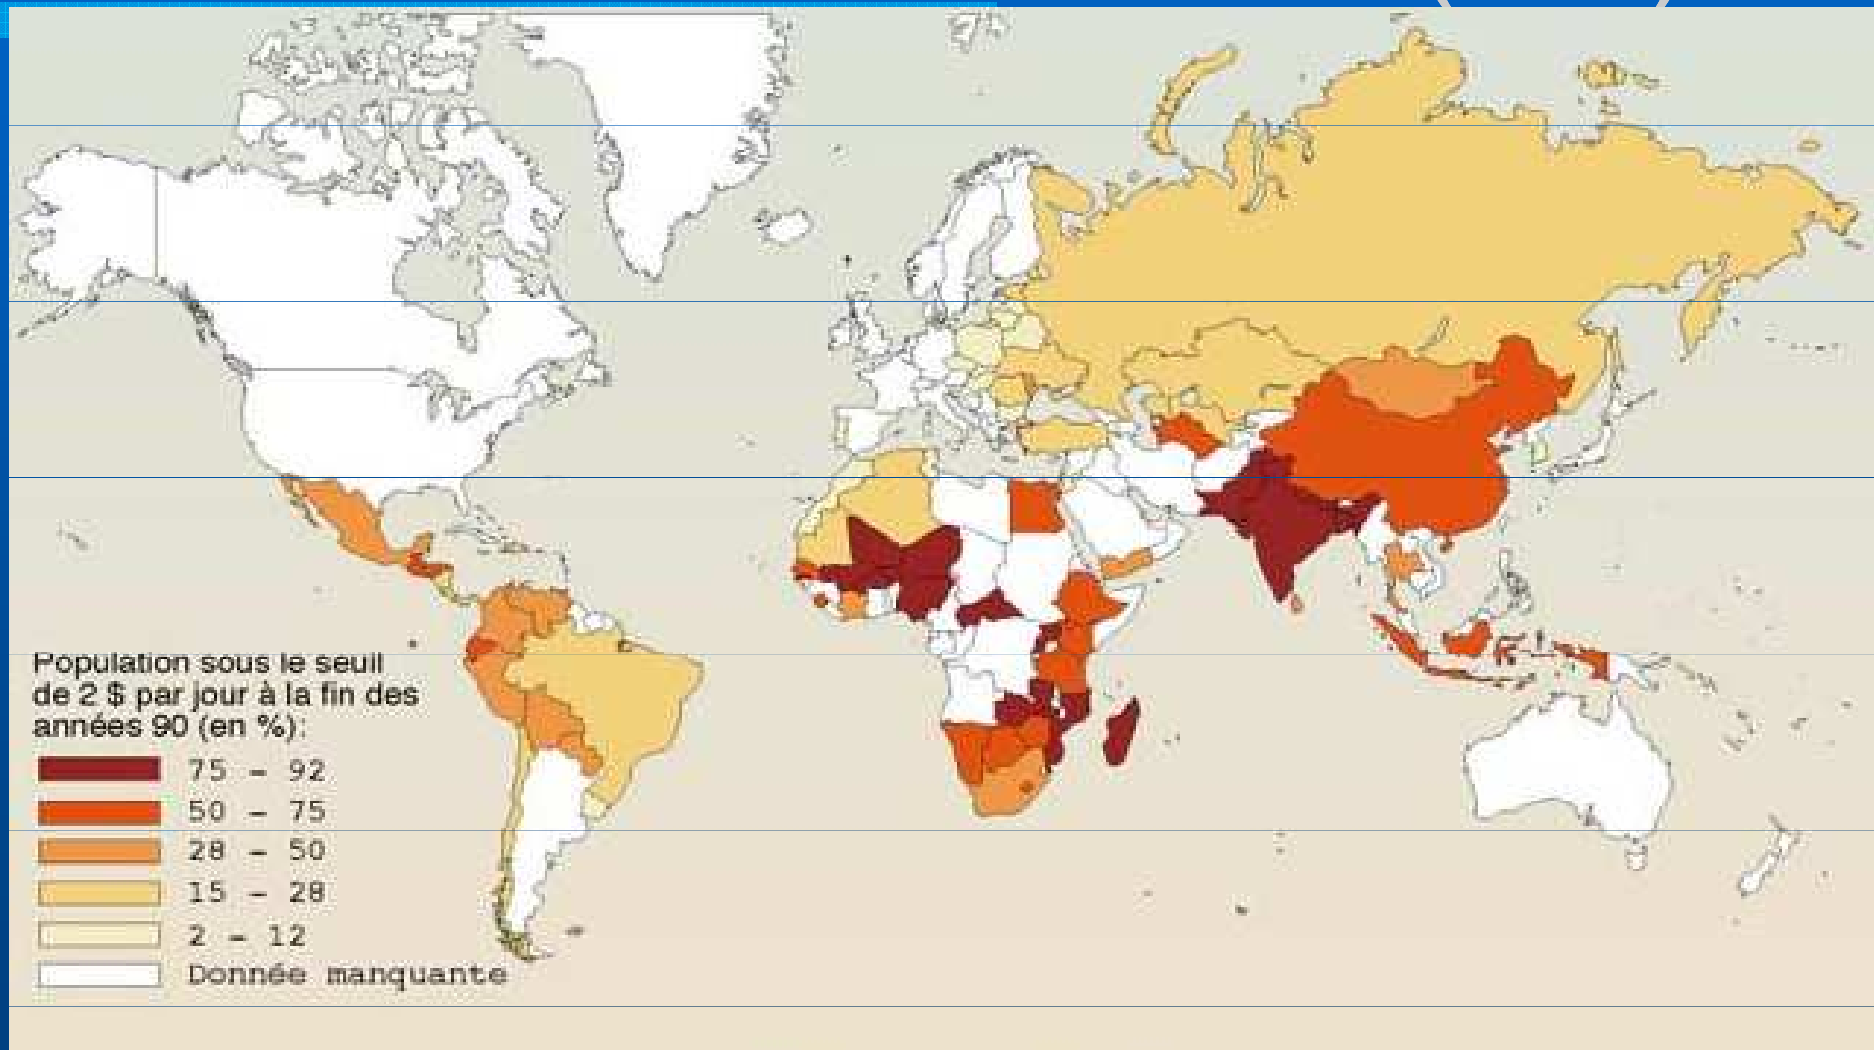 Population sous le seuil
de 2 $ par jour à la fin des
années 90 (en %):
75 - 92
50 - 75
28 - 50
15 - 28
2 - 12
Donnée manquante